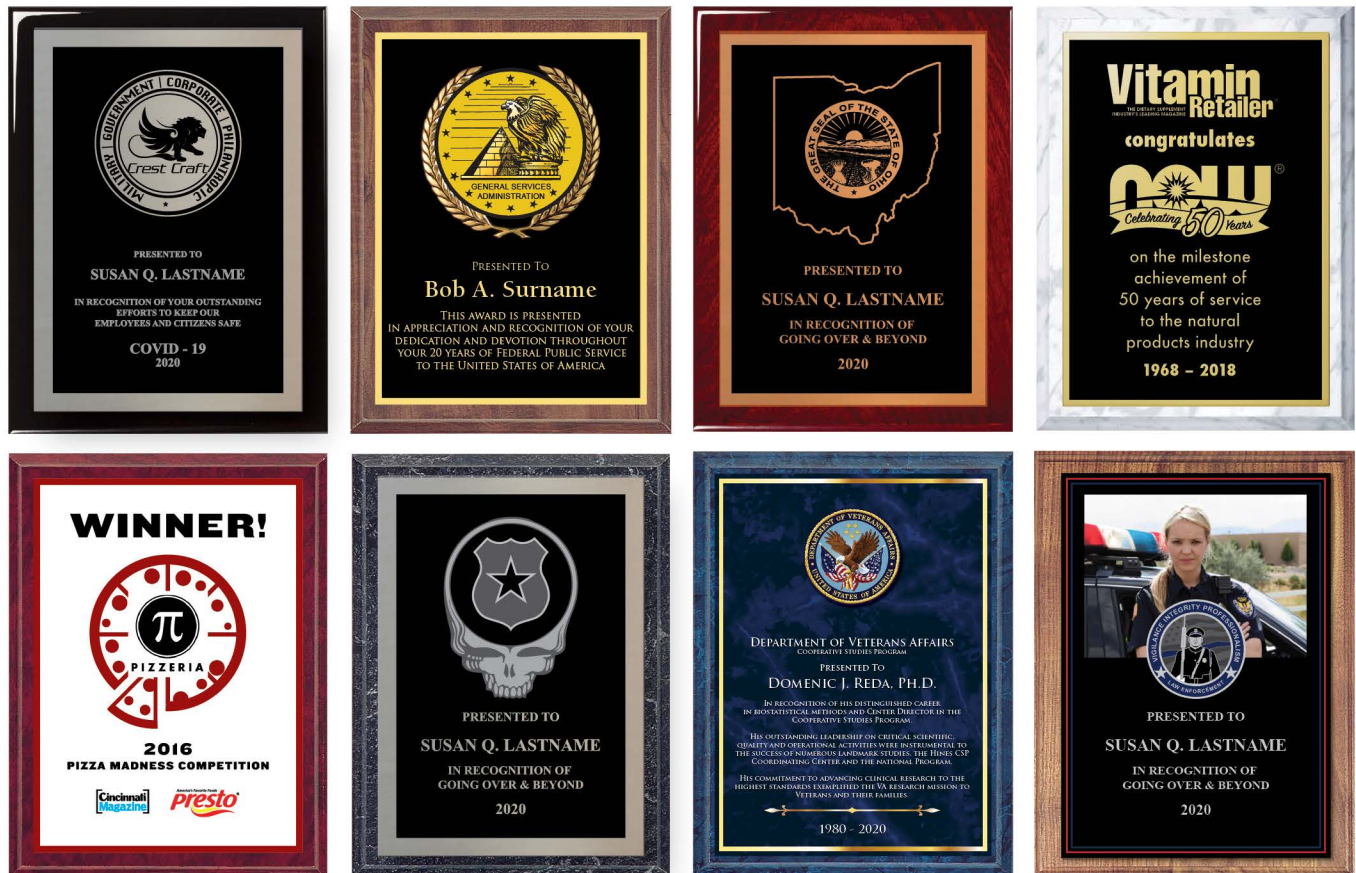 MILITARY | GOVERNMENT | CORPORATE | PHILANTROPIC
Crest Craft
PRESENTED TO
SUSAN Q. LASTNAME
IN RECOGNITION OF YOUR OUTSTANDING
EFFORTS TO KEEP OUR
EMPLOYEES AND CITIZENS SAFE
COVID - 19
2020
GENERAL SERVICES
ADMINISTRATION
PRESENTED TO
Bob A. Surname
THIS AWARD IS PRESENTED
IN APPRECIATION AND RECOGNITION OF YOUR
DEDICATION AND DEVOTION THROUGHOUT
YOUR 20 YEARS OF FEDERAL PUBLIC SERVICE
TO THE UNITED STATES OF AMERICA
THE GREAT SEAL OF THE STATE OF OHIO
PRESENTED TO
SUSAN Q. LASTNAME
IN RECOGNITION OF
GOING OVER & BEYOND
2020
Vitamin
Retailer
THE DIETARY SUPPLEMENT
INDUSTRY'S LEADING MAGAZINE
congratulates
NOW®
Celebrating 50 Years
on the milestone
achievement of
50 years of service
to the natural
products industry
1968 – 2018
WINNER!
π
PIZZERIA
2016
PIZZA MADNESS COMPETITION
Cincinnati
Magazine
America's Favorite Foods
presto
PRESENTED TO
SUSAN Q. LASTNAME
IN RECOGNITION OF
GOING OVER & BEYOND
2020
DEPARTMENT OF VETERANS AFFAIRS
UNITED STATES OF AMERICA
DEPARTMENT OF VETERANS AFFAIRS
COOPERATIVE STUDIES PROGRAM
PRESENTED TO
DOMENIC J. REDA, PH.D.
IN RECOGNITION OF HIS DISTINGUISHED CAREER
IN BIOSTATISTICAL METHODS AND CENTER DIRECTOR IN THE
COOPERATIVE STUDIES PROGRAM.
HIS OUTSTANDING LEADERSHIP ON CRITICAL SCIENTIFIC,
QUALITY AND OPERATIONAL ACTIVITIES WERE INSTRUMENTAL TO
THE SUCCESS OF NUMEROUS LANDMARK STUDIES, THE HINES CSP
COORDINATING CENTER AND THE NATIONAL PROGRAM.
HIS COMMITMENT TO ADVANCING CLINICAL RESEARCH TO THE
HIGHEST STANDARDS EXEMPLIFIED THE VA RESEARCH MISSION TO
VETERANS AND THEIR FAMILIES.
1980 - 2020
VIGILANCE INTEGRITY PROFESSIONALISM
LAW ENFORCEMENT
PRESENTED TO
SUSAN Q. LASTNAME
IN RECOGNITION OF
GOING OVER & BEYOND
2020